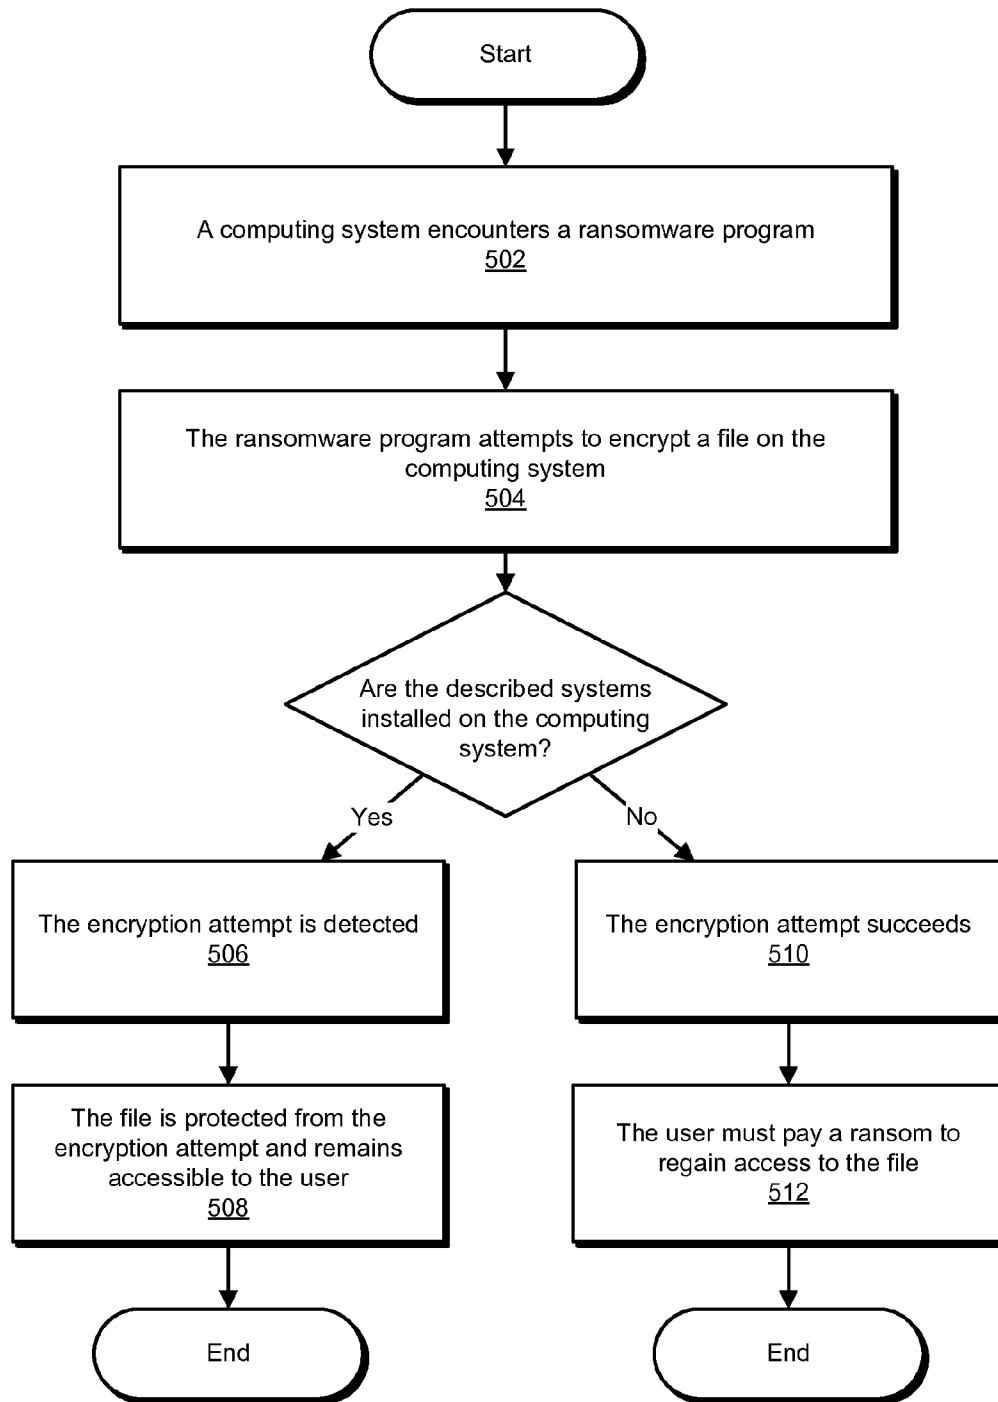 Start
A computing system encounters a ransomware program
502
The ransomware program attempts to encrypt a file on the
computing system
504
Are the described systems
installed on the computing
system?
Yes
No
The encryption attempt is detected
506
The encryption attempt succeeds
510
The file is protected from the
encryption attempt and remains
accessible to the user
508
The user must pay a ransom to
regain access to the file
512
End
End